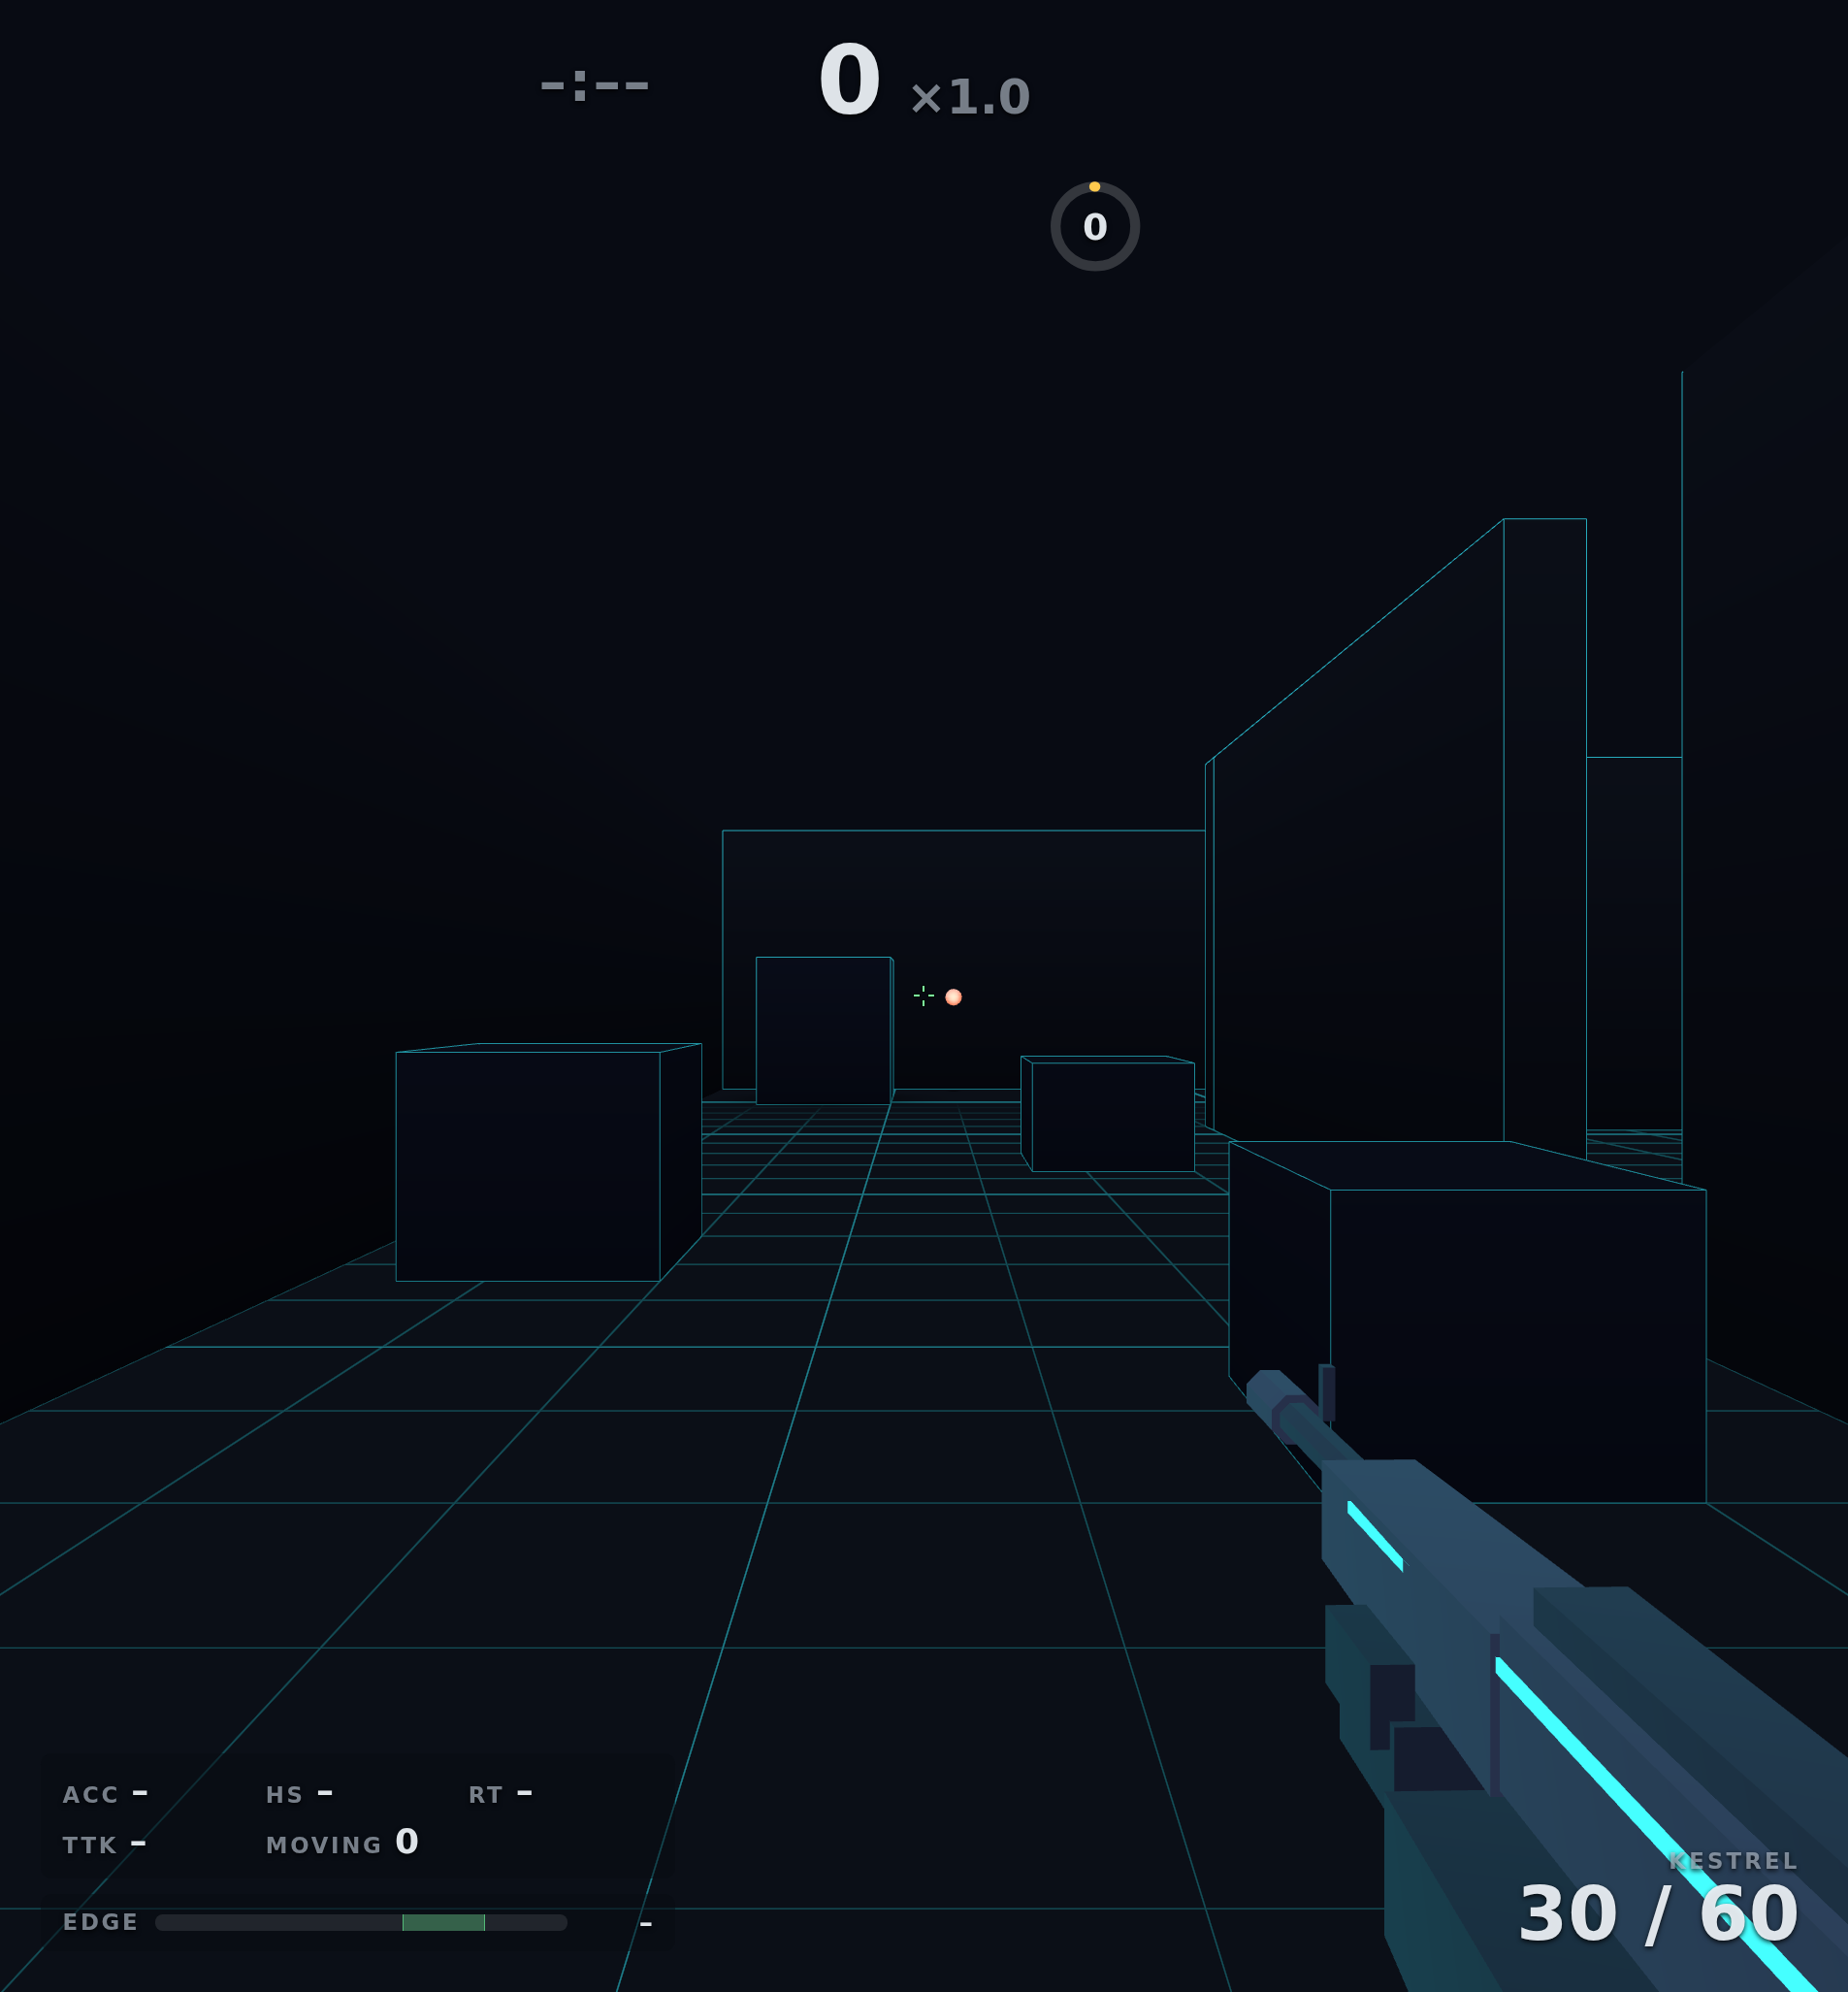 –:–– 0 ×1.0
0
ACC – HS – RT –
TTK – MOVING 0
EDGE –
KESTREL
30 / 60